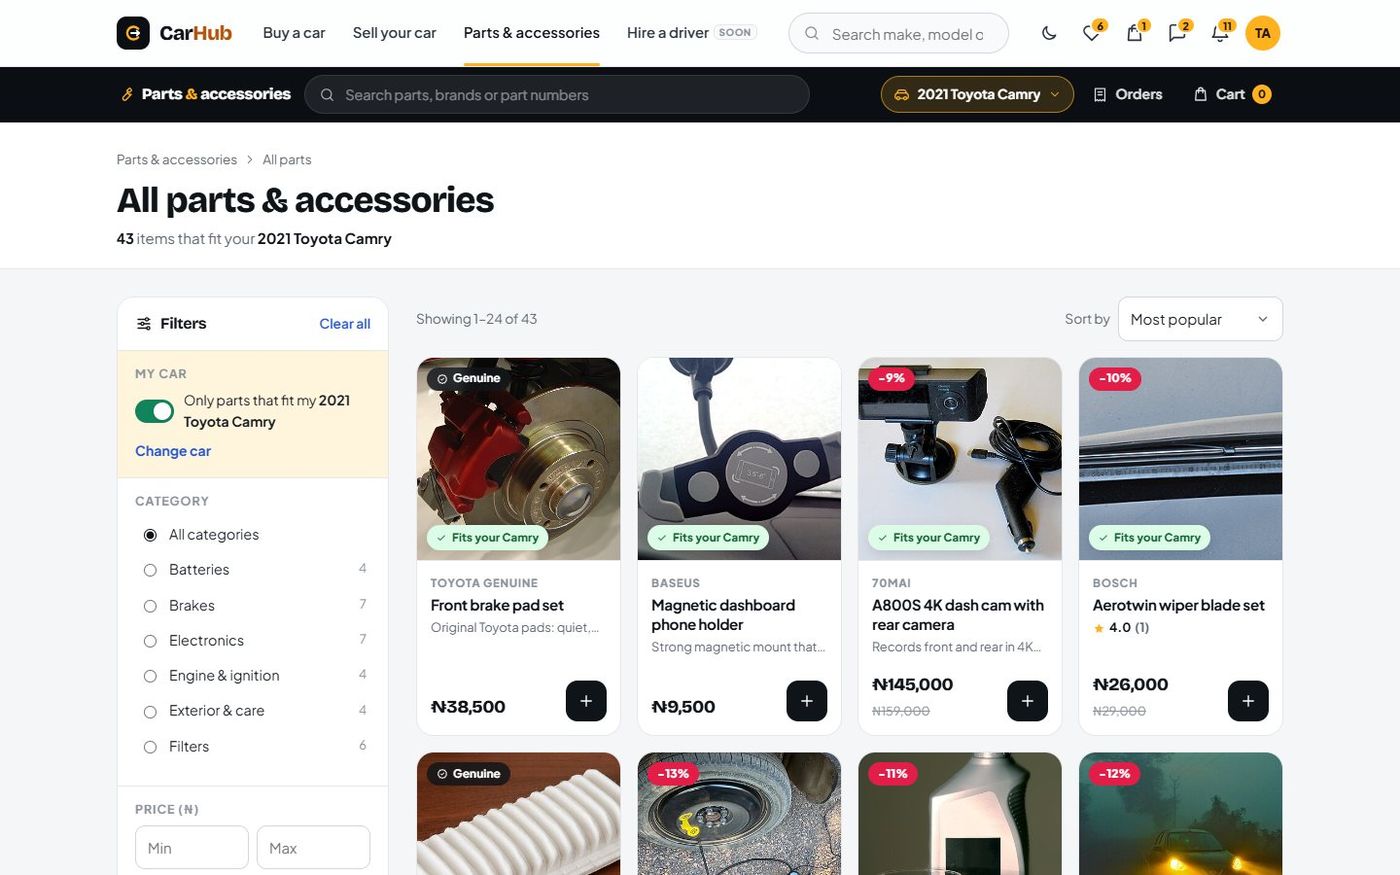 CarHub
Buy a car
Sell your car
Parts & accessories
Hire a driver SOON
Search make, model o
6
1
2
11
TA
Parts & accessories
Search parts, brands or part numbers
2021 Toyota Camry
Orders
Cart 0
Parts & accessories > All parts
All parts & accessories
43 items that fit your 2021 Toyota Camry
Filters
Clear all
MY CAR
Only parts that fit my 2021
Toyota Camry
Change car
CATEGORY
All categories
Batteries 4
Brakes 7
Electronics 7
Engine & ignition 4
Exterior & care 4
Filters 6
PRICE (₦)
Min
Max
Showing 1–24 of 43
Sort by
Most popular
Genuine
Fits your Camry
TOYOTA GENUINE
Front brake pad set
Original Toyota pads: quiet,...
₦38,500
Fits your Camry
BASEUS
Magnetic dashboard
phone holder
Strong magnetic mount that...
₦9,500
-9%
Fits your Camry
70MAI
A800S 4K dash cam with
rear camera
Records front and rear in 4K...
₦145,000
₦159,000
-10%
Fits your Camry
BOSCH
Aerotwin wiper blade set
4.0 (1)
₦26,000
₦29,000
Genuine
-13%
-11%
-12%